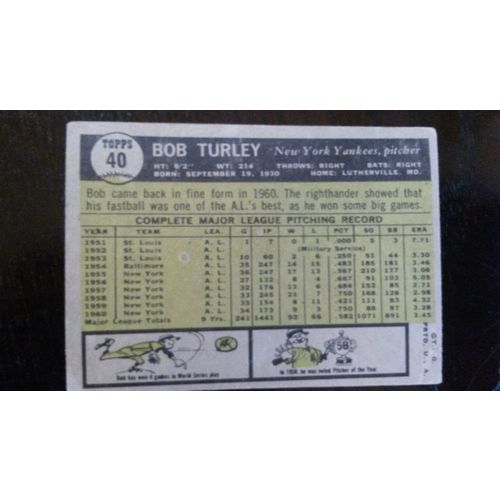 TOPPS
40
BOB TURLEY New York Yankees, pitcher
HT: 6'2" WT: 214 THROWS: RIGHT BATS: RIGHT
BORN: SEPTEMBER 19, 1930 HOME: LUTHERVILLE, MD.
Bob came back in fine form in 1960. The righthander showed that
his fastball was one of the A.L.'s best, as he won some big games.
COMPLETE MAJOR LEAGUE PITCHING RECORD
YEAR TEAM LEA. G IP W L PCT. SO BB ERA
1951 St. Louis A. L. 1 7 0 1 .000 5 3 7.71
1952 St. Louis A. L. (Military Service)
1953 St. Louis A. L. 10 60 2 6 .250 61 44 3.30
1954 Baltimore A. L. 35 247 14 15 .483 185 181 3.46
1955 New York A. L. 36 247 17 13 .567 210 177 3.06
1956 New York A. L. 27 132 8 4 .667 91 103 5.05
1957 New York A. L. 32 176 13 6 .684 152 85 2.71
1958 New York A. L. 33 245 21 7 .750 168 128 2.98
1959 New York A. L. 33 154 8 11 .421 111 83 4.32
1960 New York A. L. 34 173 9 3 .750 87 87 3.28
Major League Totals 9 Yrs. 241 1441 92 66 .582 1071 891 3.45
Bob has won 4 games in World Series play
58
In 1958, he was voted Pitcher of the Year